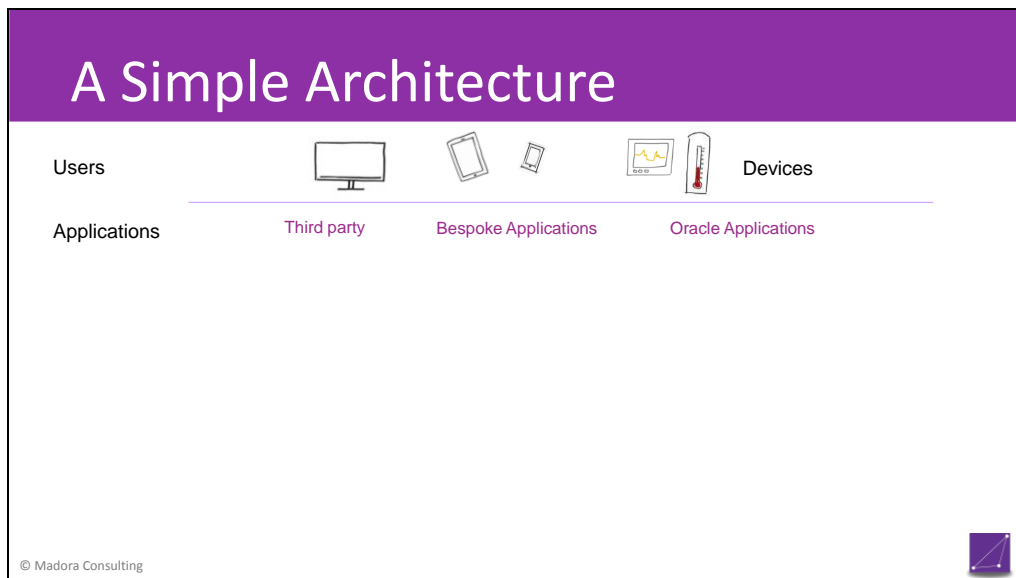 A Simple Architecture
Users
Devices
Applications
Third party
Bespoke Applications
Oracle Applications
© Madora Consulting